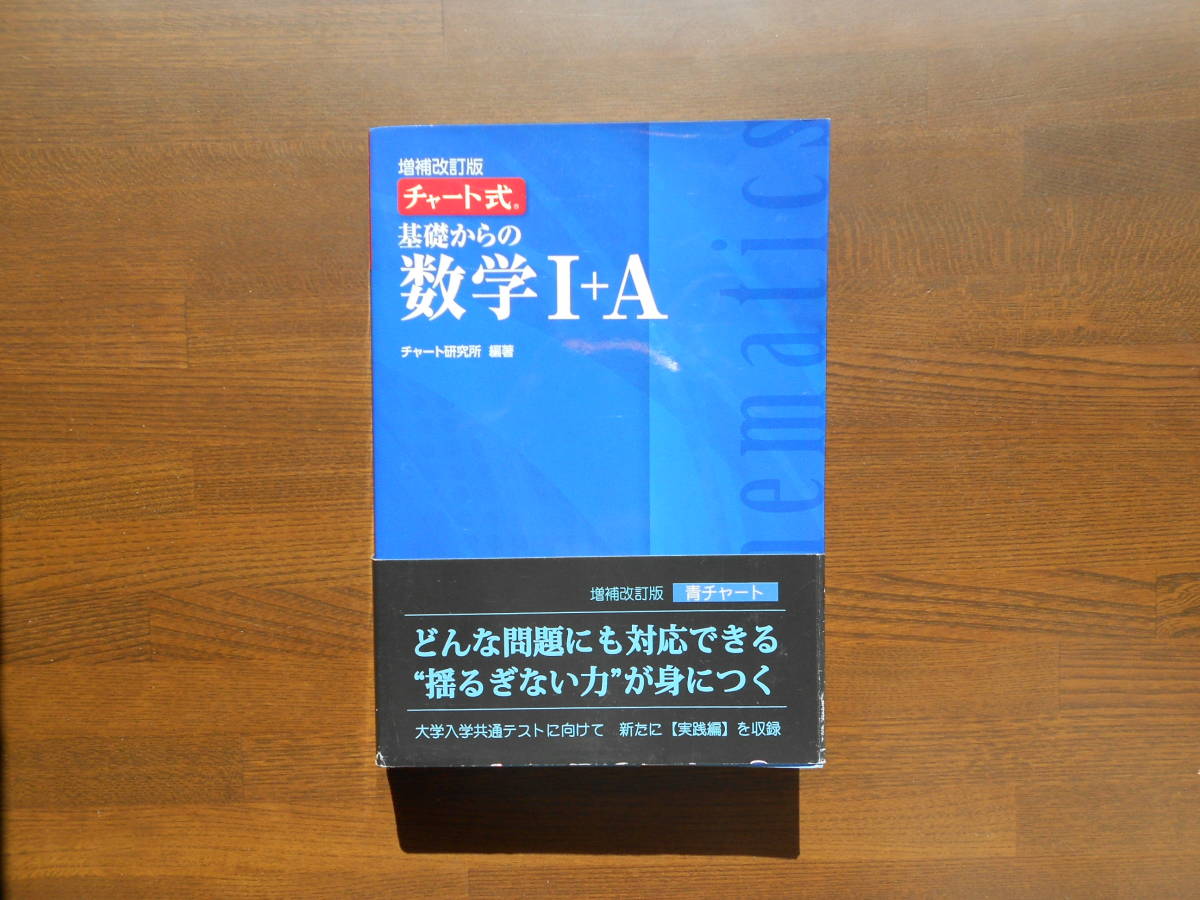 増補改訂版
チャート式®
基礎からの
数学I+A
チャート研究所 編著
ematics
増補改訂版 青チャート
どんな問題にも対応できる
“揺るぎない力”が身につく
大学入学共通テストに向けて 新たに【実践編】を収録